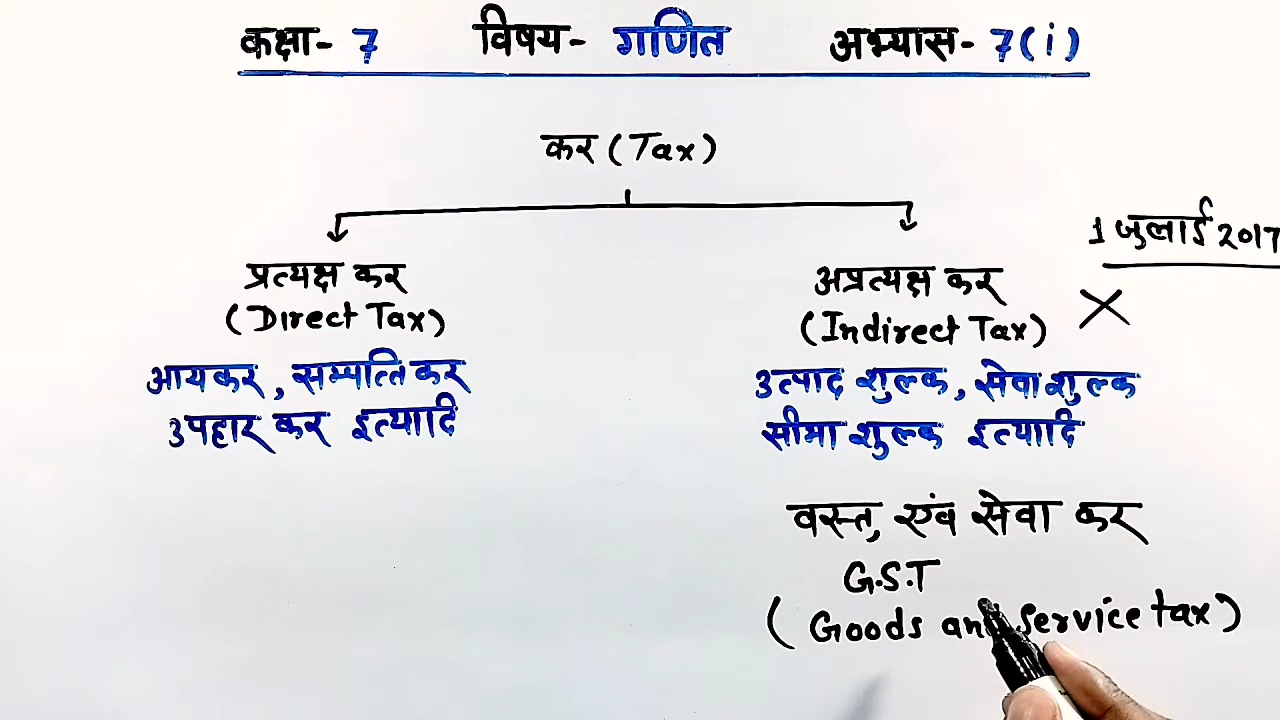 कक्षा- 7 विषय- गणित अभ्यास- 7(i)
कर (Tax)
प्रत्यक्ष कर
(Direct Tax)
आयकर, सम्पत्ति कर
उपहार कर इत्यादि
1 जुलाई 2017
अप्रत्यक्ष कर
(Indirect Tax)
उत्पाद शुल्क, सेवा शुल्क
सीमा शुल्क इत्यादि
वस्तु एंव सेवा कर
G.S.T
(Goods and Service tax)